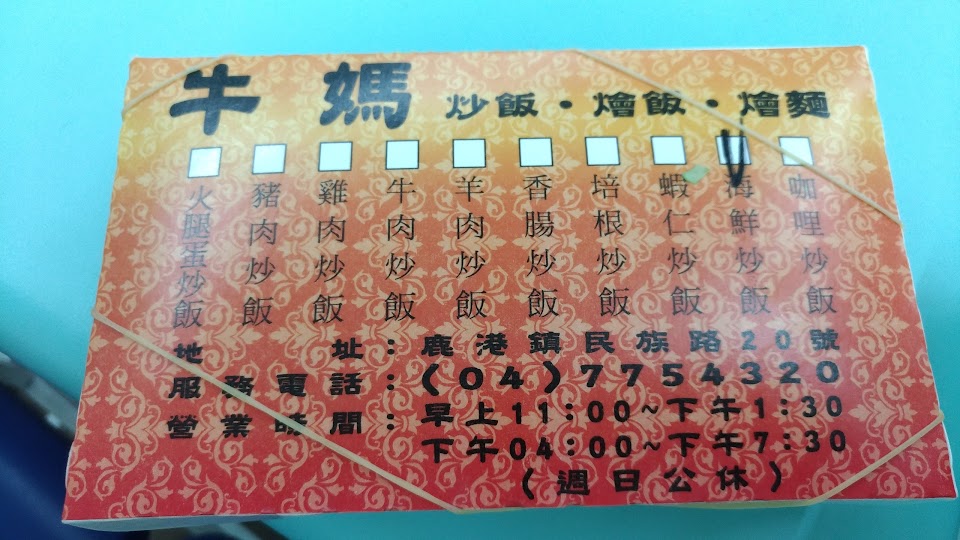 牛媽 炒飯・燴飯・燴麵
火腿蛋炒飯
豬肉炒飯
雞肉炒飯
牛肉炒飯
羊肉炒飯
香腸炒飯
培根炒飯
蝦仁炒飯
海鮮炒飯
咖哩炒飯
地址：鹿港鎮民族路20號
服務電話：(04)7754320
營業時間：早上11:00~下午1:30
下午04:00~下午7:30
(週日公休)